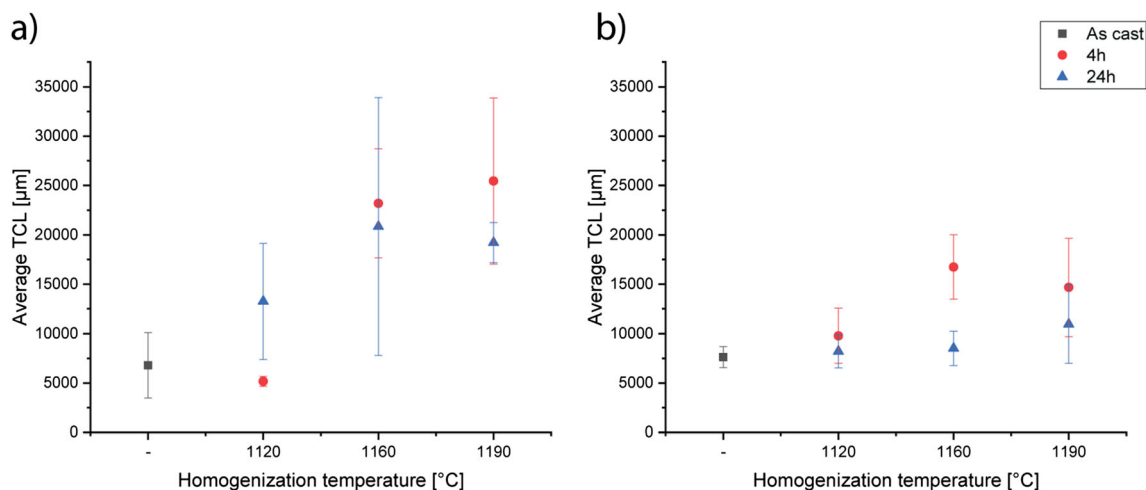 a)
Average TCL [µm]
35000
30000
25000
20000
15000
10000
5000
0
-
1120
1160
1190
Homogenization temperature [°C]
b)
As cast
4h
24h
Average TCL [µm]
35000
30000
25000
20000
15000
10000
5000
0
-
1120
1160
1190
Homogenization temperature [°C]